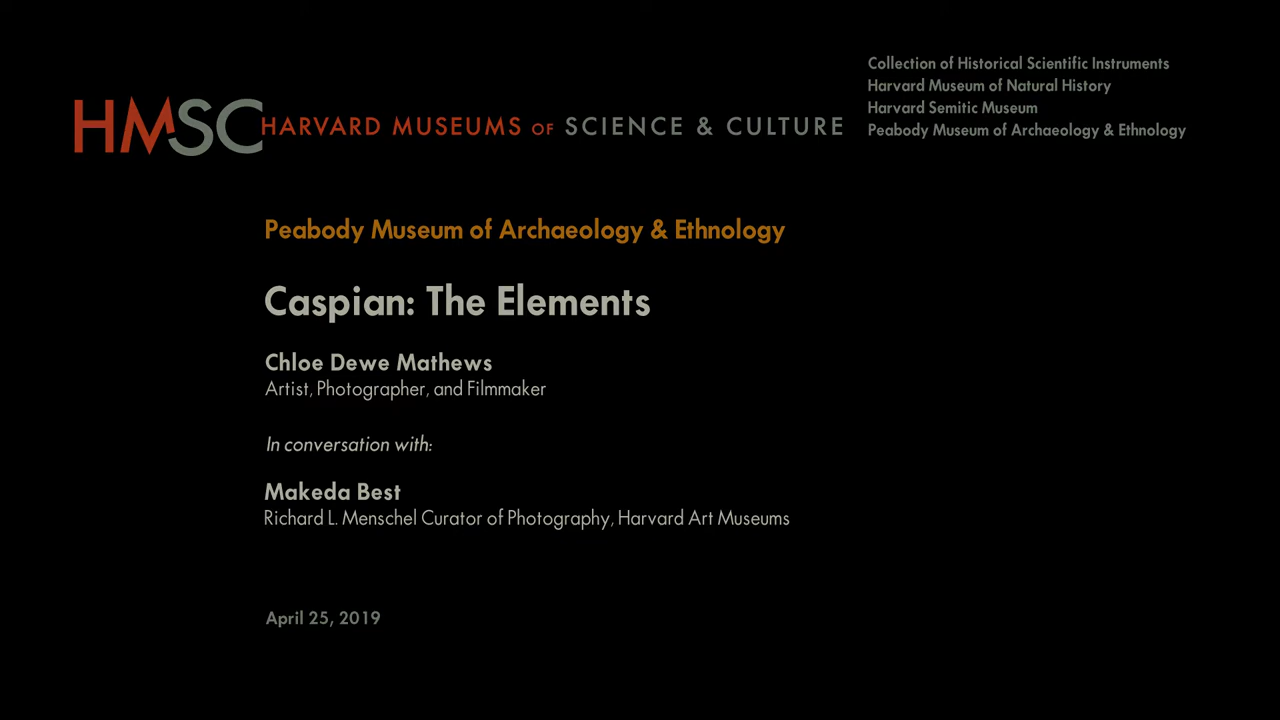 HMSC HARVARD MUSEUMS OF SCIENCE & CULTURE
Collection of Historical Scientific Instruments
Harvard Museum of Natural History
Harvard Semitic Museum
Peabody Museum of Archaeology & Ethnology
Peabody Museum of Archaeology & Ethnology
Caspian: The Elements
Chloe Dewe Mathews
Artist, Photographer, and Filmmaker
In conversation with:
Makeda Best
Richard L. Menschel Curator of Photography, Harvard Art Museums
April 25, 2019